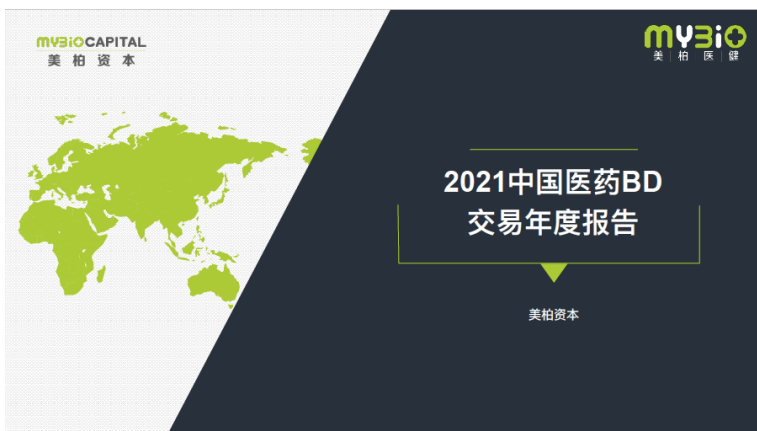 MYBIOCAPITAL
美柏资本
MYBIO
美 | 柏 | 医 | 健
2021中国医药BD
交易年度报告
美柏资本